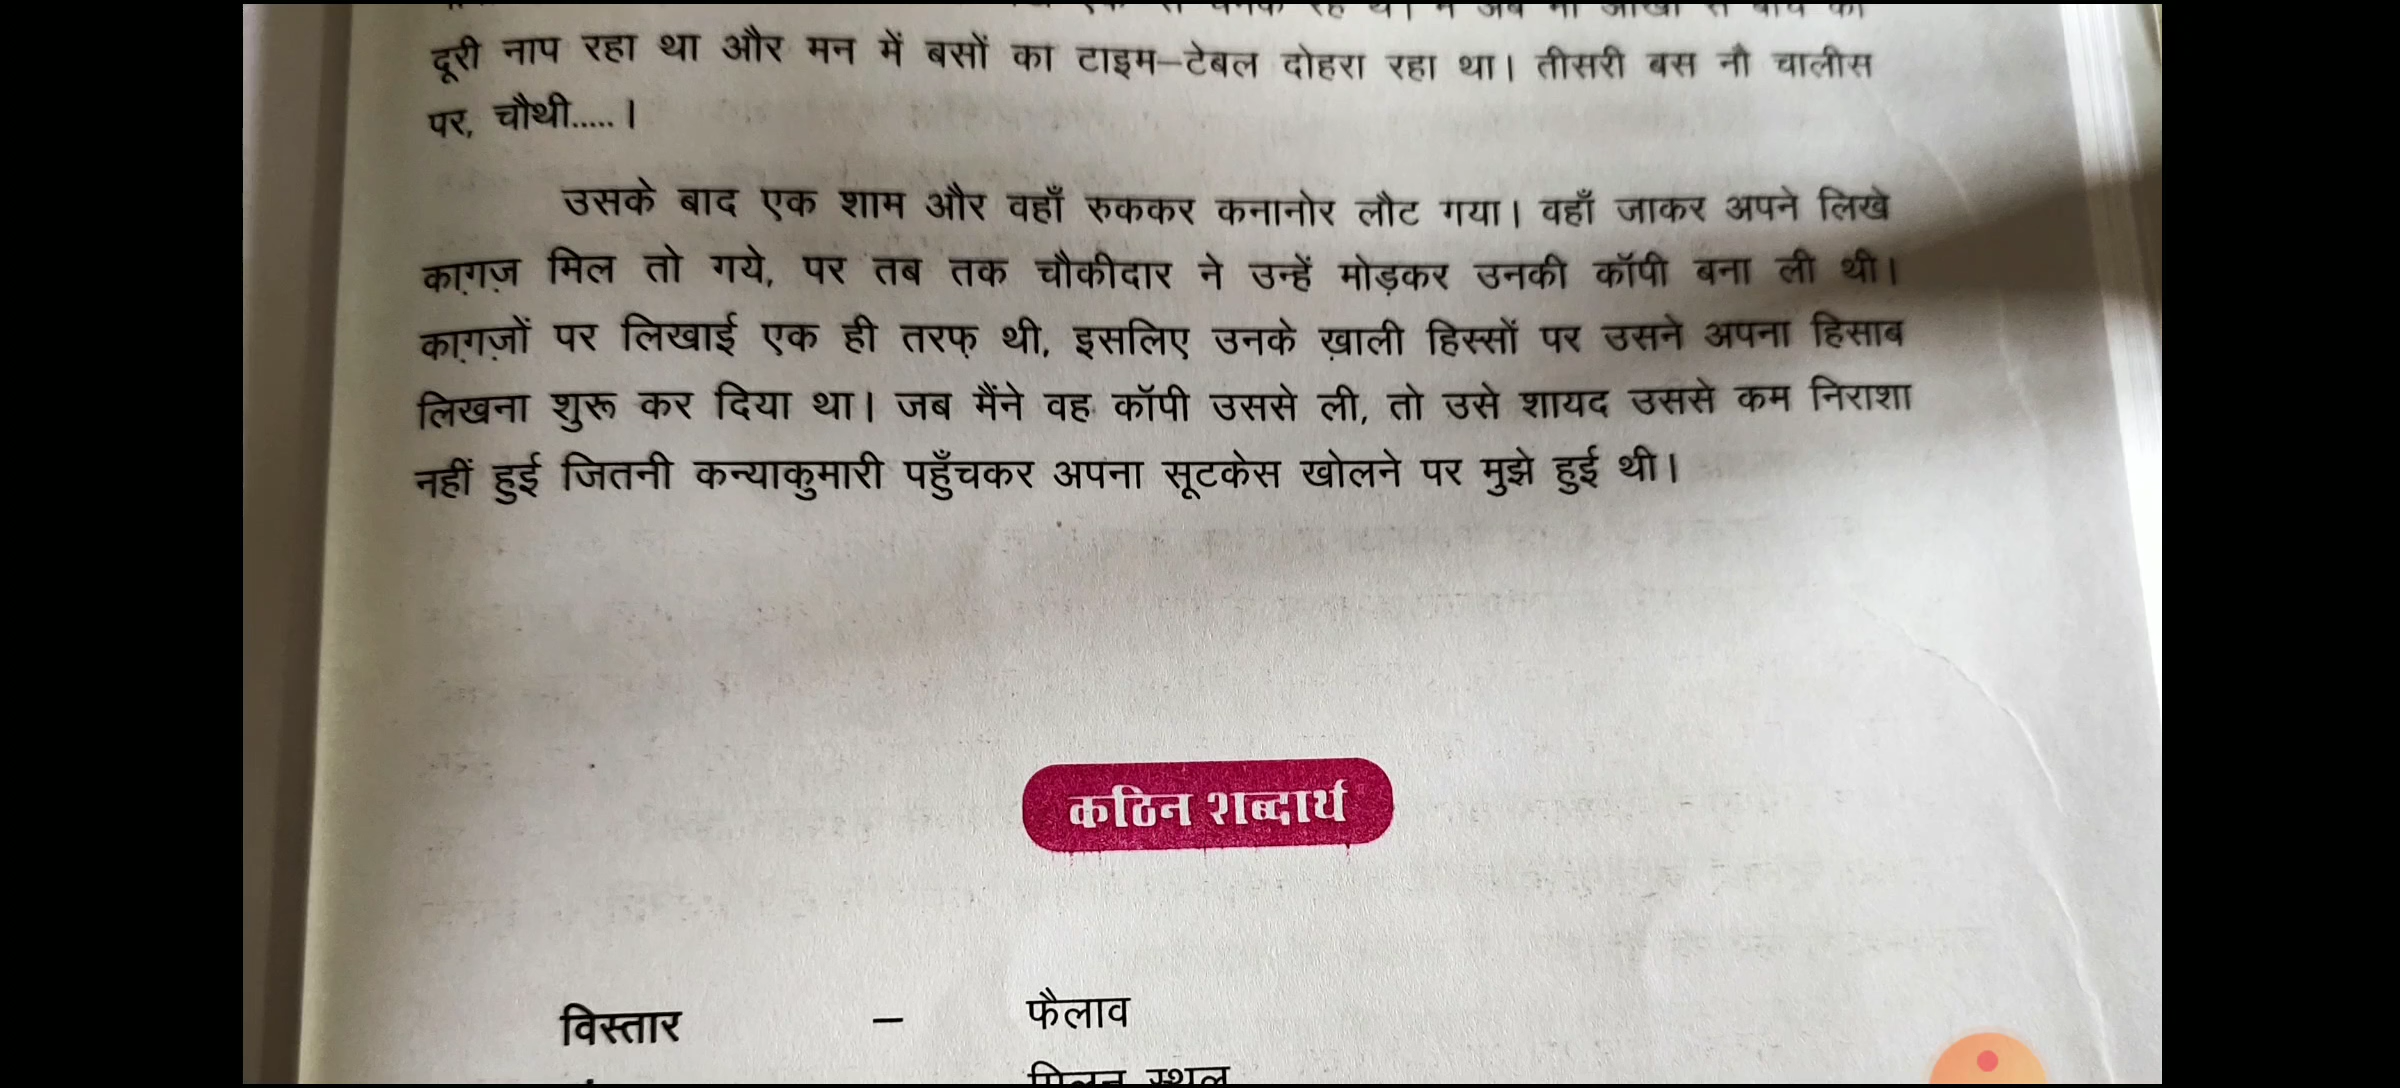 दूरी नाप रहा था और मन में बसों का टाइम–टेबल दोहरा रहा था। तीसरी बस नौ चालीस
पर, चौथी.....।
उसके बाद एक शाम और वहाँ रुककर कनानोर लौट गया। वहाँ जाकर अपने लिखे
काग़ज़ मिल तो गये, पर तब तक चौकीदार ने उन्हें मोड़कर उनकी कॉपी बना ली थी।
काग़ज़ों पर लिखाई एक ही तरफ़ थी, इसलिए उनके ख़ाली हिस्सों पर उसने अपना हिसाब
लिखना शुरू कर दिया था। जब मैंने वह कॉपी उससे ली, तो उसे शायद उससे कम निराशा
नहीं हुई जितनी कन्याकुमारी पहुँचकर अपना सूटकेस खोलने पर मुझे हुई थी।
कठिन शब्दार्थ
विस्तार – फैलाव
मिलन स्थल